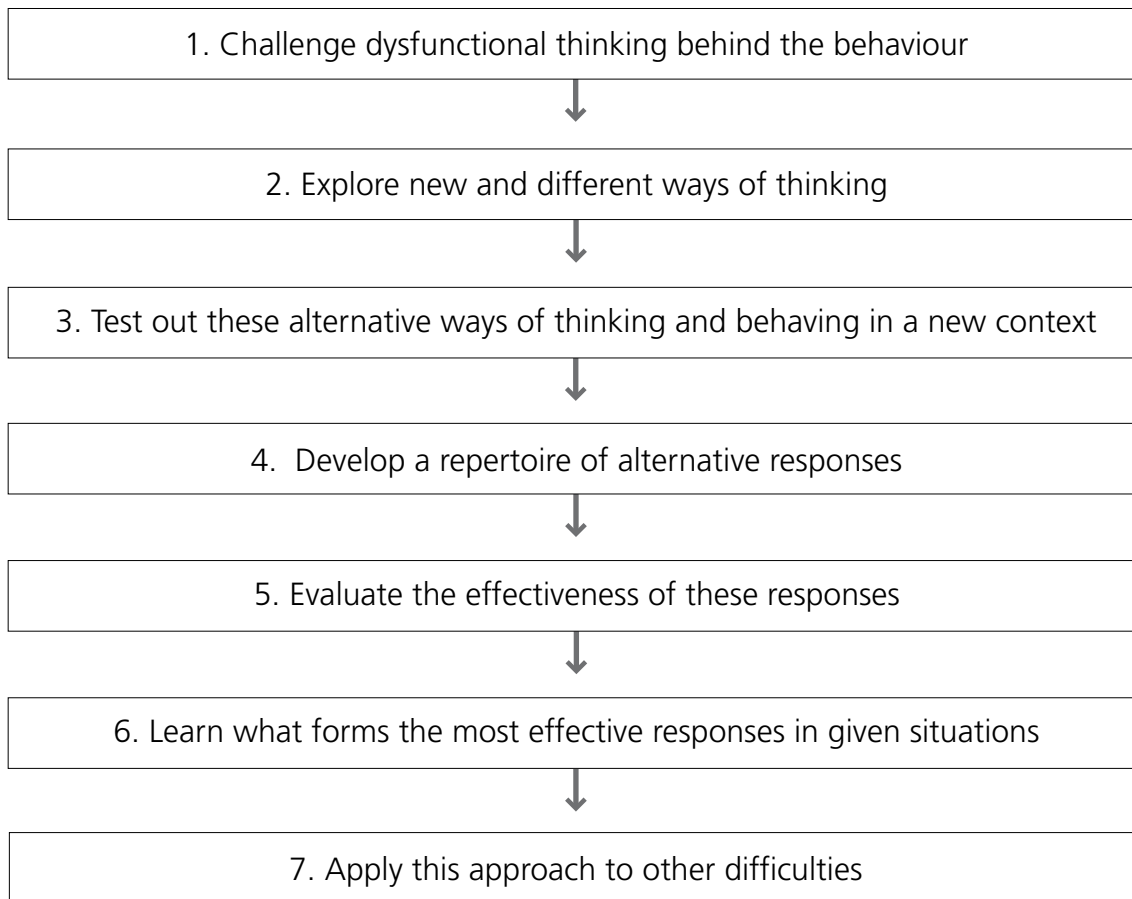 1. Challenge dysfunctional thinking behind the behaviour
2. Explore new and different ways of thinking
3. Test out these alternative ways of thinking and behaving in a new context
4. Develop a repertoire of alternative responses
5. Evaluate the effectiveness of these responses
6. Learn what forms the most effective responses in given situations
7. Apply this approach to other difficulties